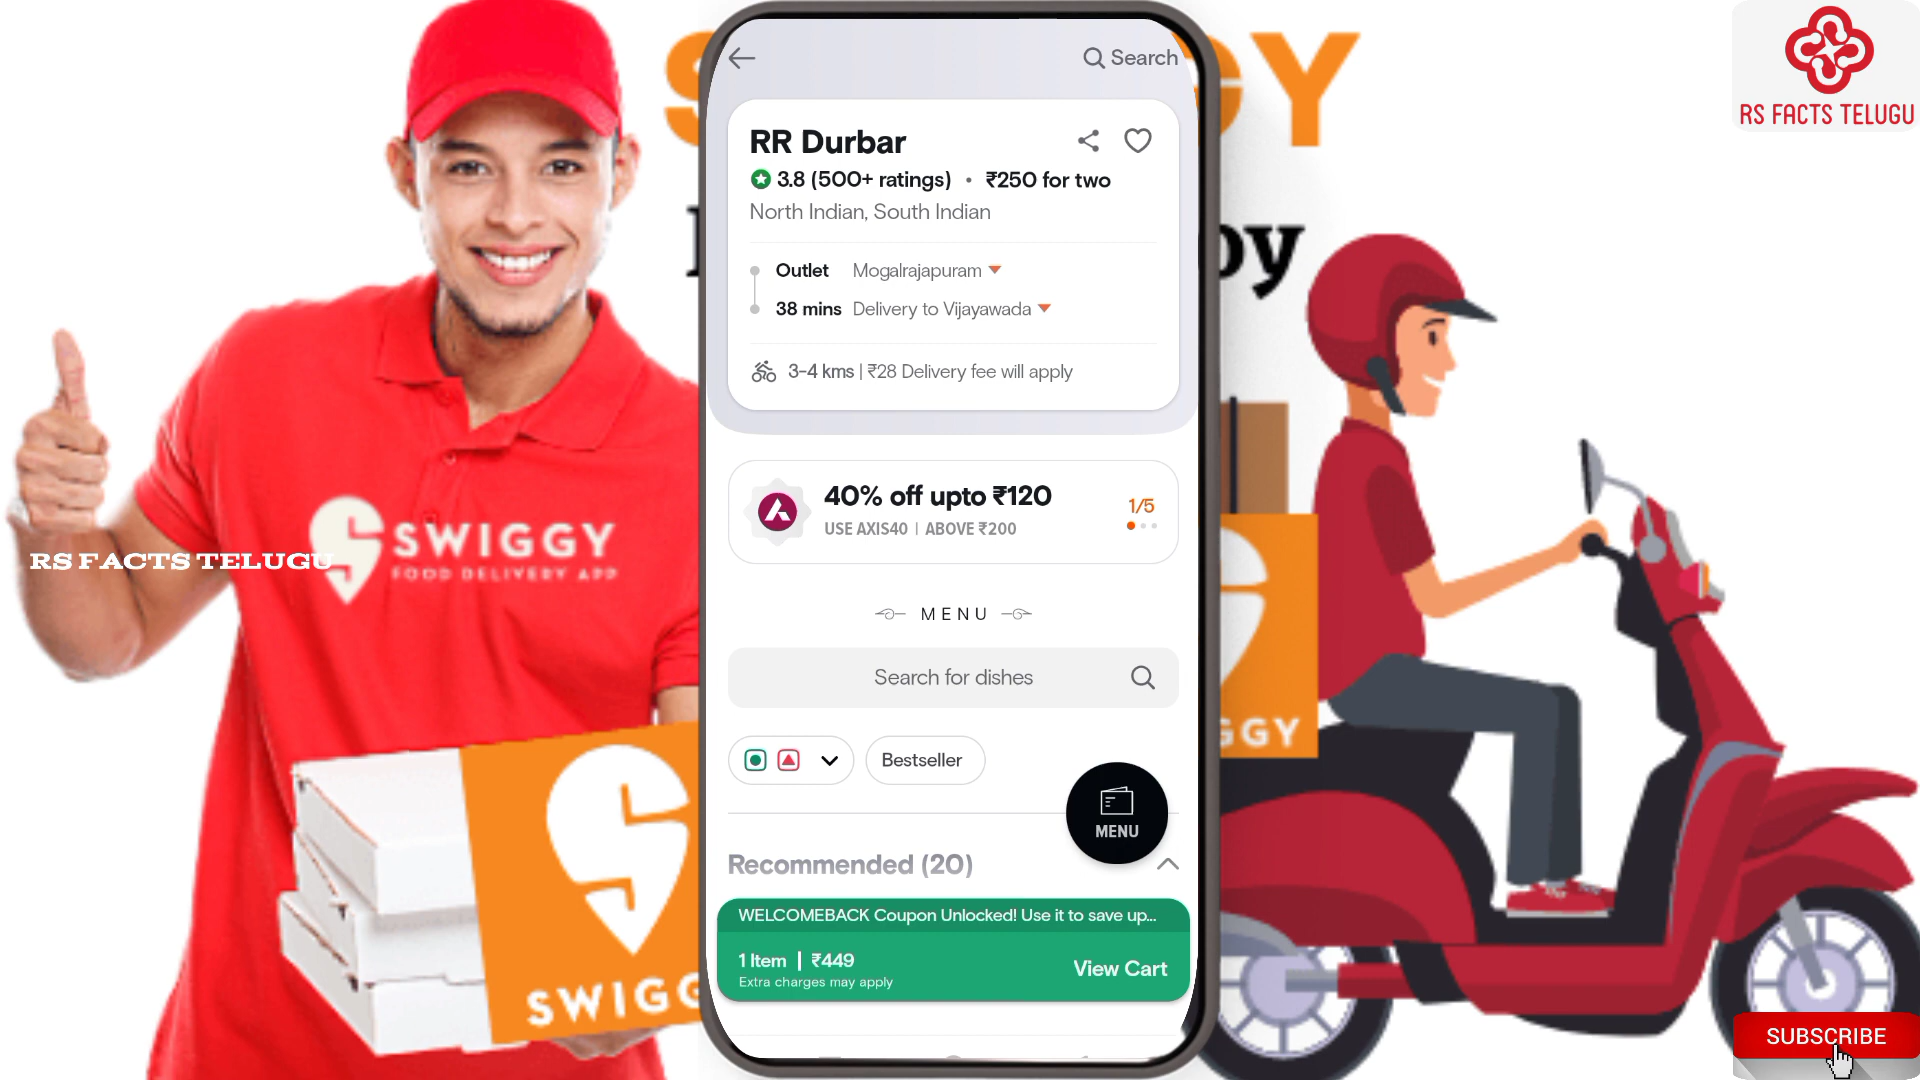 Search
RR Durbar
3.8 (500+ ratings) • ₹250 for two
North Indian, South Indian
Outlet Mogalrajapuram
38 mins Delivery to Vijayawada
3-4 kms | ₹28 Delivery fee will apply
40% off upto ₹120
USE AXIS40 | ABOVE ₹200
1/5
MENU
Search for dishes
Bestseller
MENU
Recommended (20)
WELCOMEBACK Coupon Unlocked! Use it to save up...
1 Item | ₹449
Extra charges may apply
View Cart
RS FACTS TELUGU
SWIGGY
FOOD DELIVERY APP
SWIGG
S
GY
oy
GGY
RS FACTS TELUGU
SUBSCRIBE